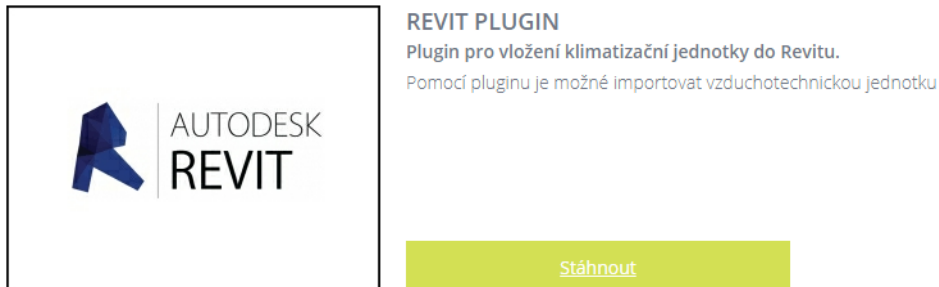 AUTODESK
REVIT
REVIT PLUGIN
Plugin pro vložení klimatizační jednotky do Revitu.
Pomocí pluginu je možné importovat vzduchotechnickou jednotku
Stáhnout